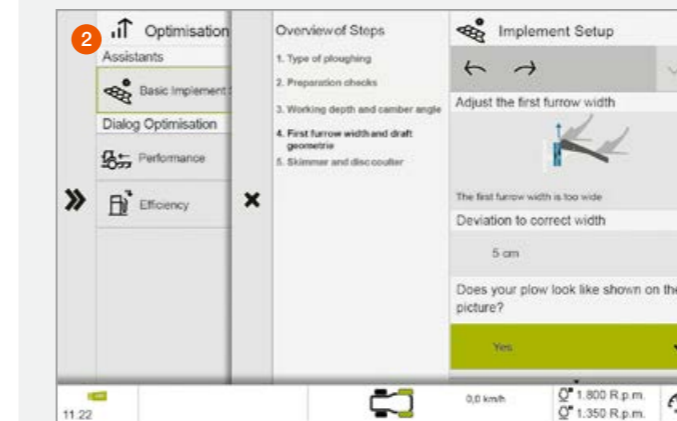 2
Optimisation
Assistants
Basic Implement
Dialog Optimisation
Performance
Efficiency
Overview of Steps
1. Type of ploughing
2. Preparation checks
3. Working depth and camber angle
4. First furrow width and draft
geometrie
5. Skimmer and disc coulter
Implement Setup
Adjust the first furrow width
The first furrow width is too wide
Deviation to correct width
5 cm
Does your plow look like shown on the
picture?
Yes
11.22
0,0 km/h
1.800 R.p.m.
1.350 R.p.m.